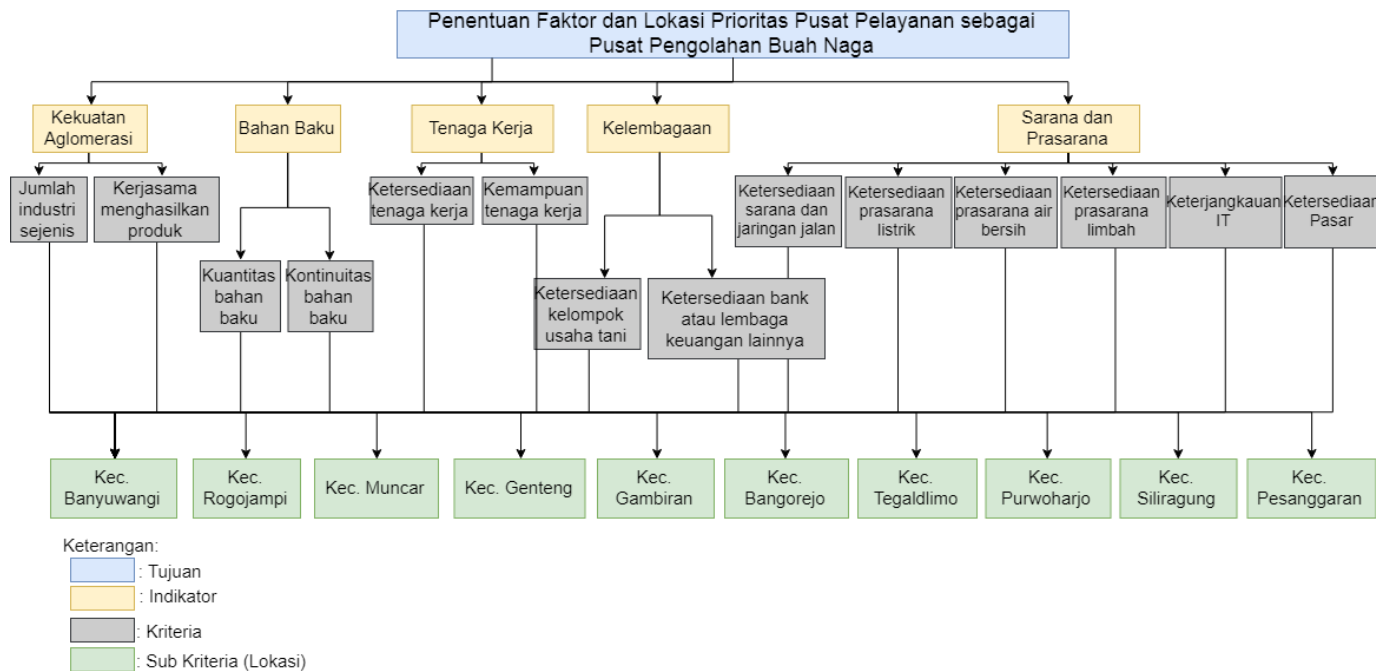 Penentuan Faktor dan Lokasi Prioritas Pusat Pelayanan sebagai
Pusat Pengolahan Buah Naga
Kekuatan
Aglomerasi
Bahan Baku
Tenaga Kerja
Kelembagaan
Sarana dan
Prasarana
Jumlah
industri
sejenis
Kerjasama
menghasilkan
produk
Ketersediaan
tenaga kerja
Kemampuan
tenaga kerja
Ketersediaan
sarana dan
jaringan jalan
Ketersediaan
prasarana
listrik
Ketersediaan
prasarana air
bersih
Ketersediaan
prasarana
limbah
Keterjangkauan
IT
Ketersediaan
Pasar
Kuantitas
bahan
baku
Kontinuitas
bahan
baku
Ketersediaan
kelompok
usaha tani
Ketersediaan bank
atau lembaga
keuangan lainnya
Kec.
Banyuwangi
Kec.
Rogojampi
Kec. Muncar
Kec. Genteng
Kec.
Gambiran
Kec.
Bangorejo
Kec.
Tegaldlimo
Kec.
Purwoharjo
Kec.
Siliragung
Kec.
Pesanggaran
Keterangan:
: Tujuan
: Indikator
: Kriteria
: Sub Kriteria (Lokasi)